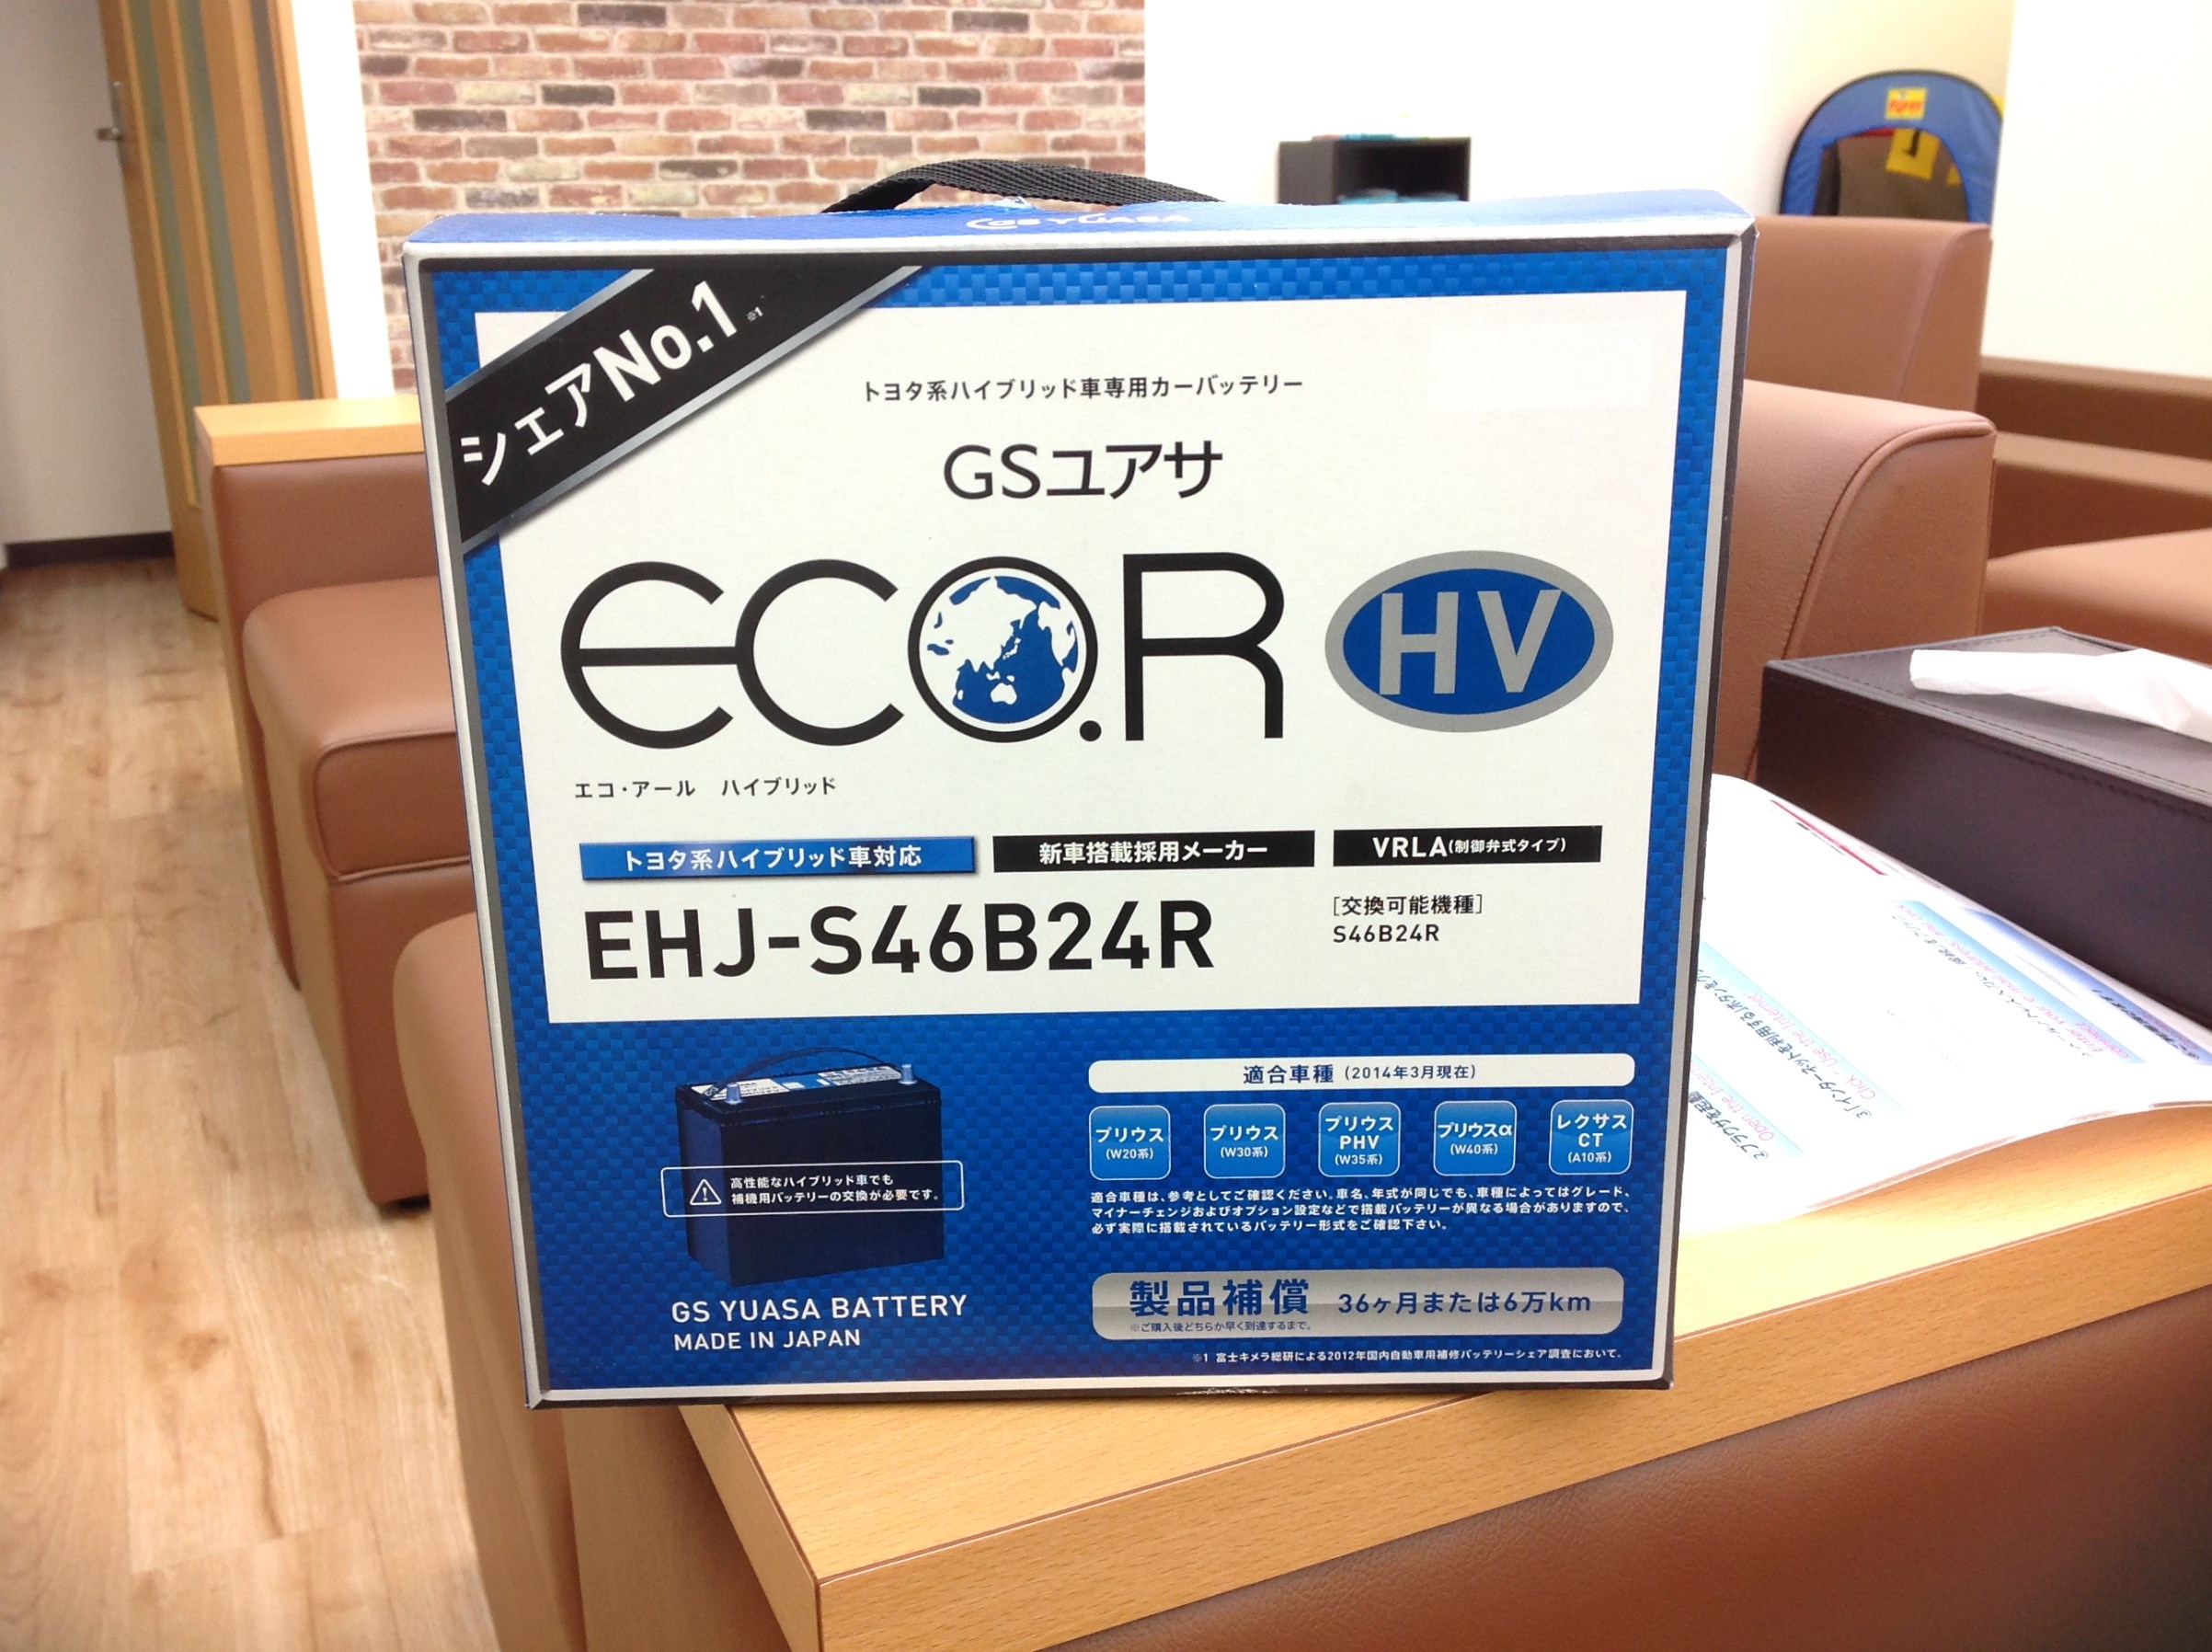 GS YUASA
シェアNo.1 ※1
トヨタ系ハイブリッド車専用カーバッテリー
GSユアサ
ECO.R HV
エコ・アール ハイブリッド
トヨタ系ハイブリッド車対応 新車搭載採用メーカー VRLA(制御弁式タイプ)
EHJ-S46B24R
[交換可能機種]
S46B24R
適合車種 (2014年3月現在)
プリウス (W20系)
プリウス (W30系)
プリウス PHV (W35系)
プリウスα (W40系)
レクサス CT (A10系)
適合車種は、参考としてご確認ください。車名、年式が同じでも、車種によってはグレード、
マイナーチェンジおよびオプション設定などで搭載バッテリーが異なる場合がありますので、
必ず実際に搭載されているバッテリー形式をご確認下さい。
高性能なハイブリッド車でも
補機用バッテリーの交換が必要です。
GS YUASA BATTERY
MADE IN JAPAN
製品補償 36ヶ月または6万km
※ご購入後どちらか早く到達するまで。
※1 富士キメラ総研による2012年国内自動車用補修バッテリーシェア調査において。